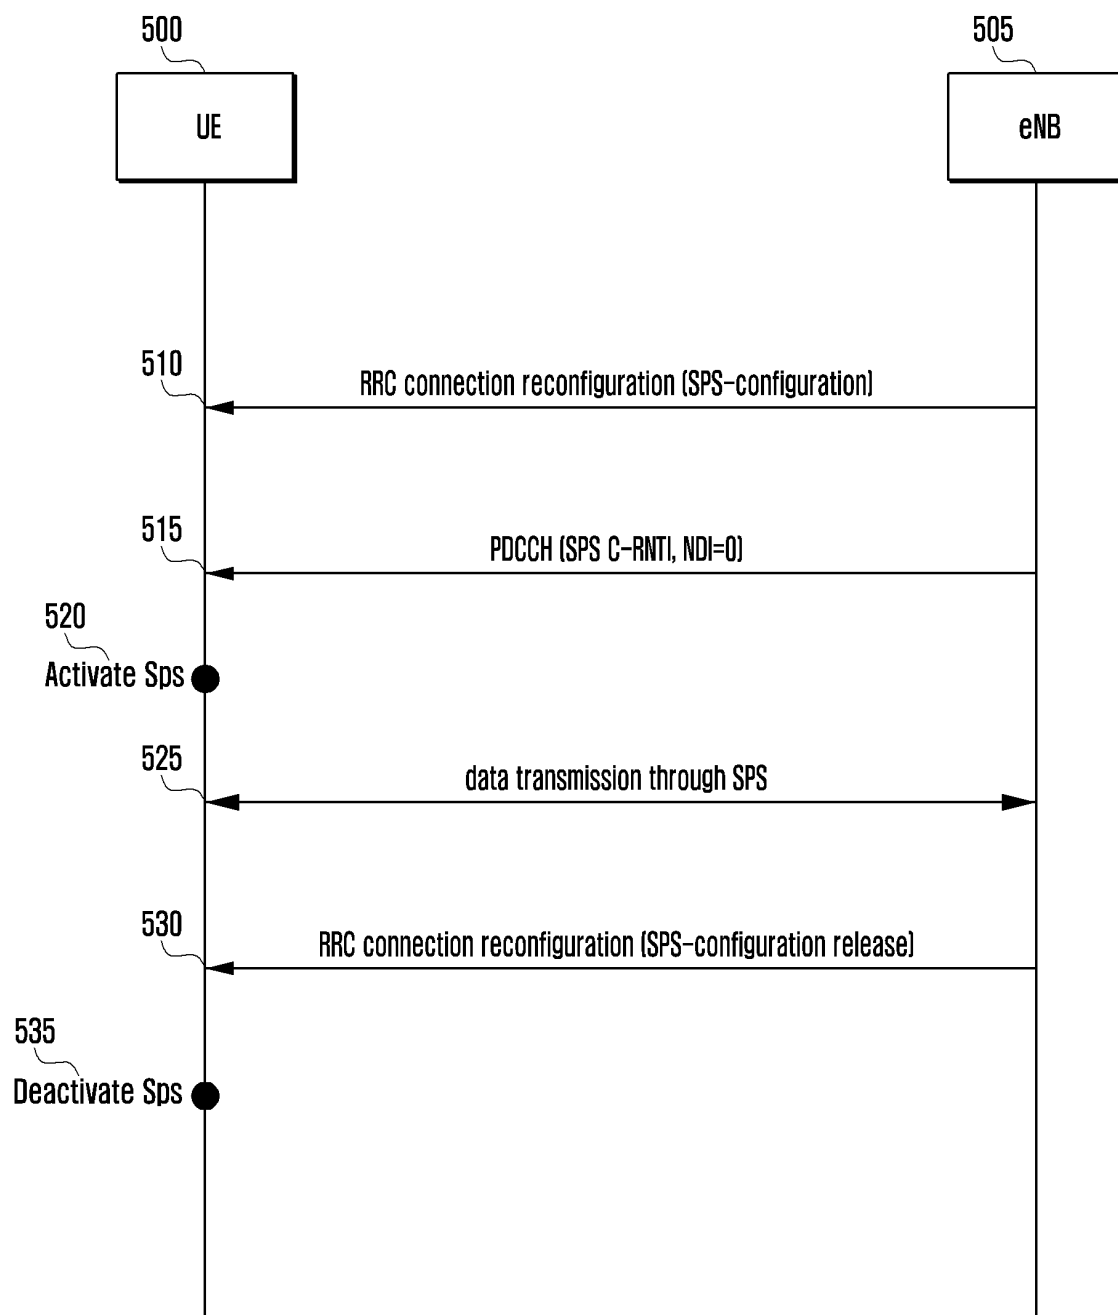 500
505
UE
eNB
510
RRC connection reconfiguration (SPS-configuration)
515
PDCCH (SPS C-RNTI, NDI=0)
520
Activate Sps
525
data transmission through SPS
530
RRC connection reconfiguration (SPS-configuration release)
535
Deactivate Sps